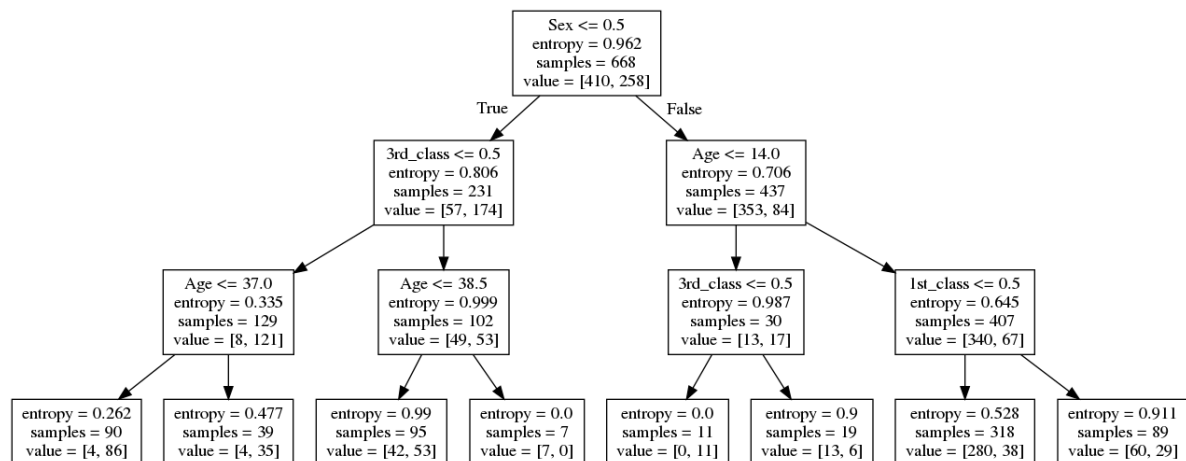 Sex <= 0.5
entropy = 0.962
samples = 668
value = [410, 258]
True
False
3rd_class <= 0.5
entropy = 0.806
samples = 231
value = [57, 174]
Age <= 14.0
entropy = 0.706
samples = 437
value = [353, 84]
Age <= 37.0
entropy = 0.335
samples = 129
value = [8, 121]
Age <= 38.5
entropy = 0.999
samples = 102
value = [49, 53]
3rd_class <= 0.5
entropy = 0.987
samples = 30
value = [13, 17]
1st_class <= 0.5
entropy = 0.645
samples = 407
value = [340, 67]
entropy = 0.262
samples = 90
value = [4, 86]
entropy = 0.477
samples = 39
value = [4, 35]
entropy = 0.99
samples = 95
value = [42, 53]
entropy = 0.0
samples = 7
value = [7, 0]
entropy = 0.0
samples = 11
value = [0, 11]
entropy = 0.9
samples = 19
value = [13, 6]
entropy = 0.528
samples = 318
value = [280, 38]
entropy = 0.911
samples = 89
value = [60, 29]